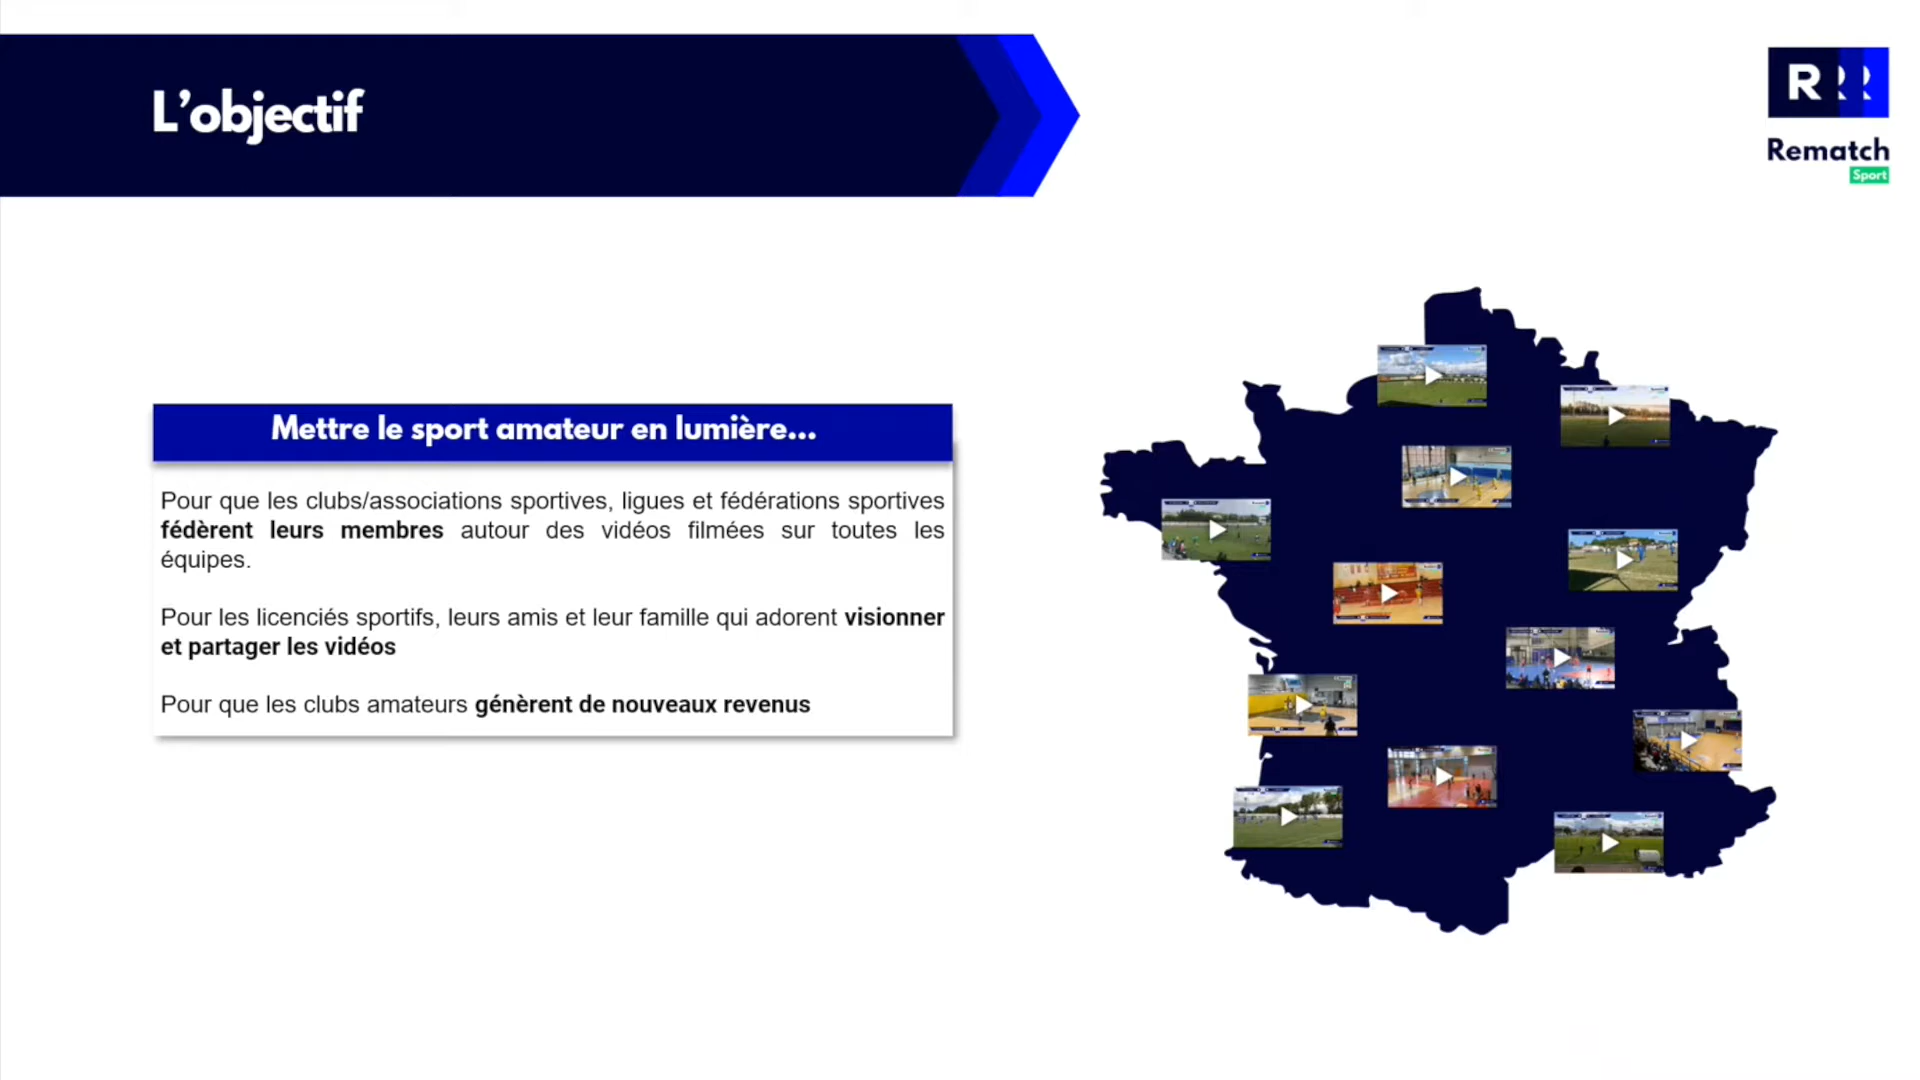 L’objectif
R
Rematch
Sport
Mettre le sport amateur en lumière...
Pour que les clubs/associations sportives, ligues et fédérations sportives
fédèrent leurs membres autour des vidéos filmées sur toutes les
équipes.
Pour les licenciés sportifs, leurs amis et leur famille qui adorent visionner
et partager les vidéos
Pour que les clubs amateurs génèrent de nouveaux revenus